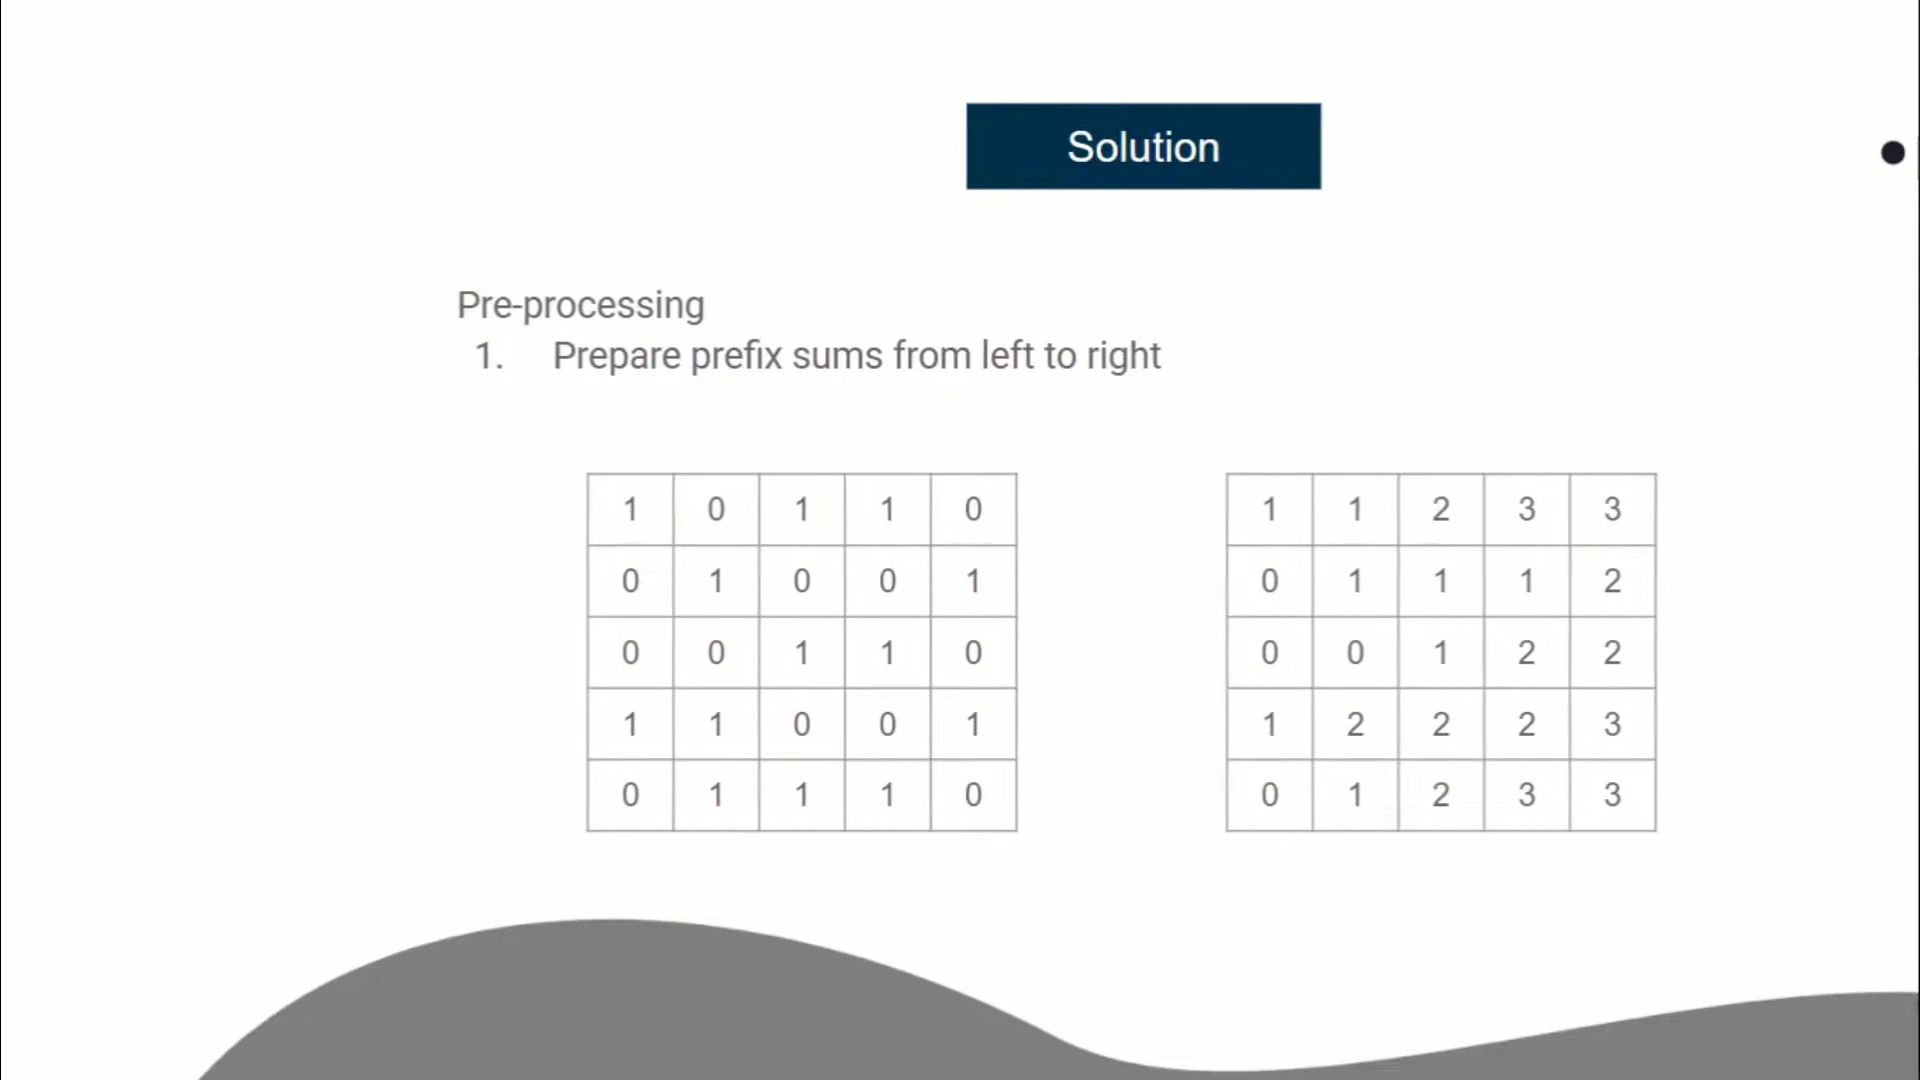 Solution
Pre-processing
1. Prepare prefix sums from left to right
1 0 1 1 0
0 1 0 0 1
0 0 1 1 0
1 1 0 0 1
0 1 1 1 0
1 1 2 3 3
0 1 1 1 2
0 0 1 2 2
1 2 2 2 3
0 1 2 3 3